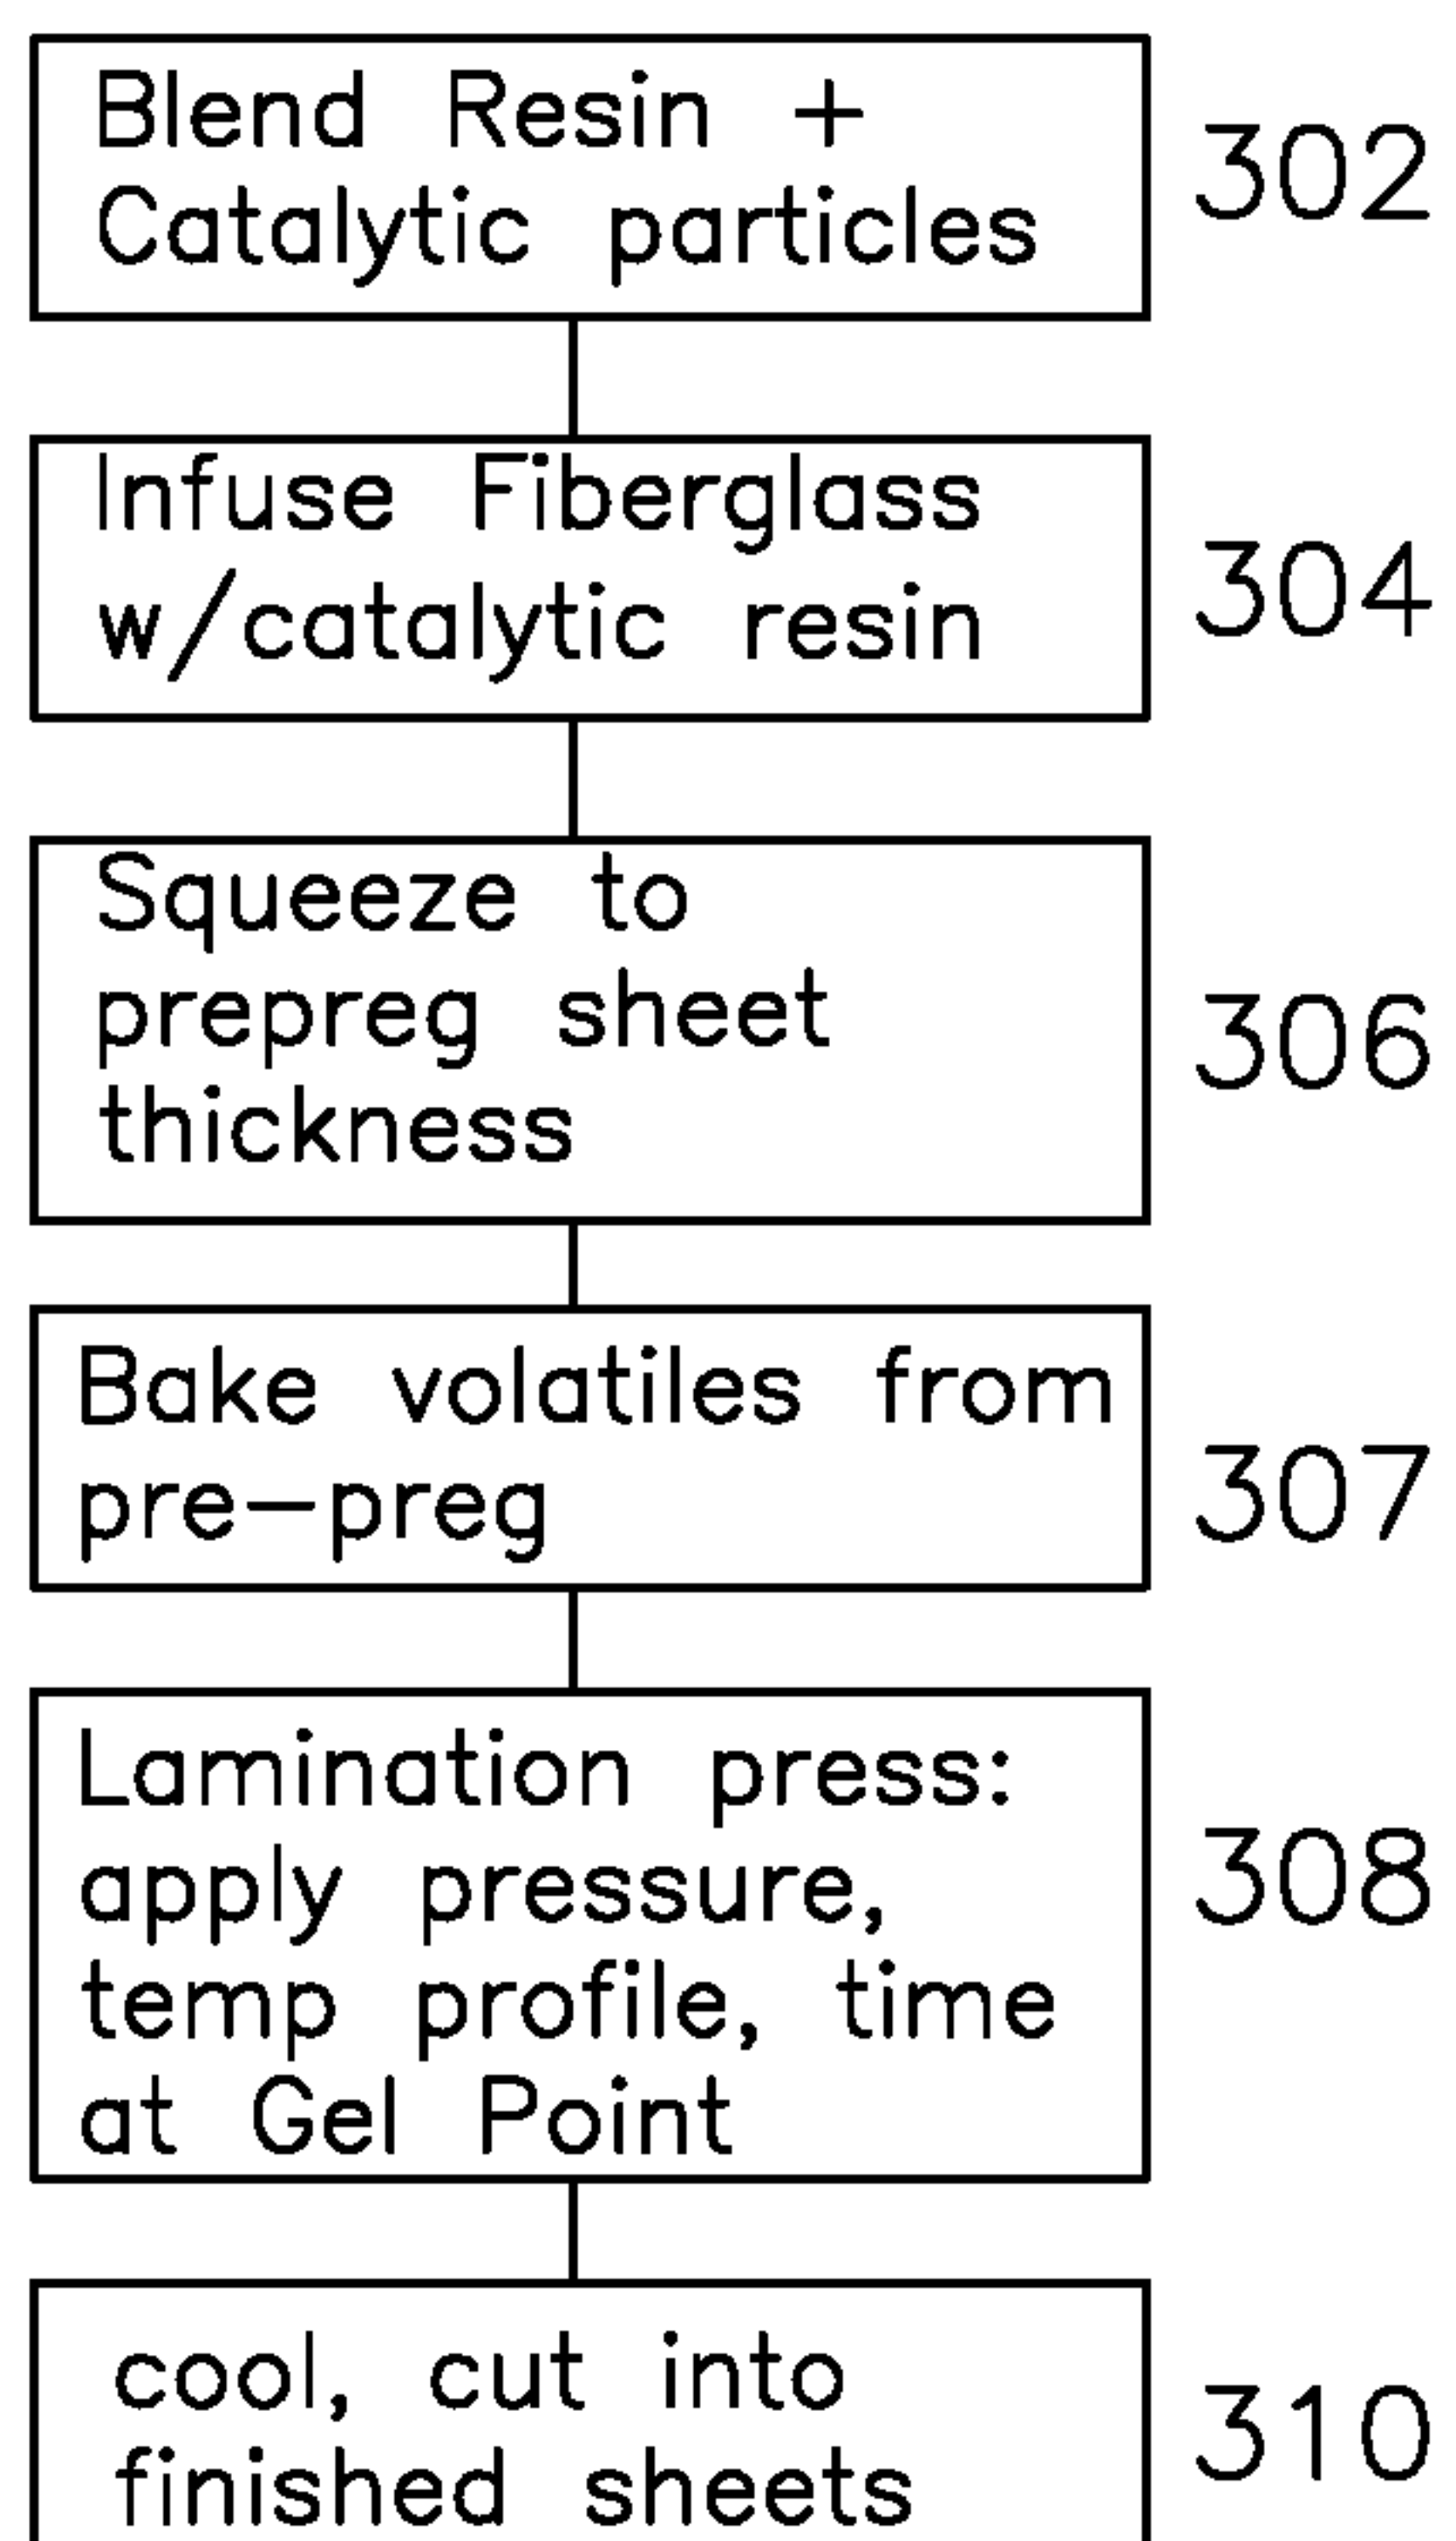 Blend Resin +
Catalytic particles
302
Infuse Fiberglass
w/catalytic resin
304
Squeeze to
prepreg sheet
thickness
306
Bake volatiles from
pre-preg
307
Lamination press:
apply pressure,
temp profile, time
at Gel Point
308
cool, cut into
finished sheets
310